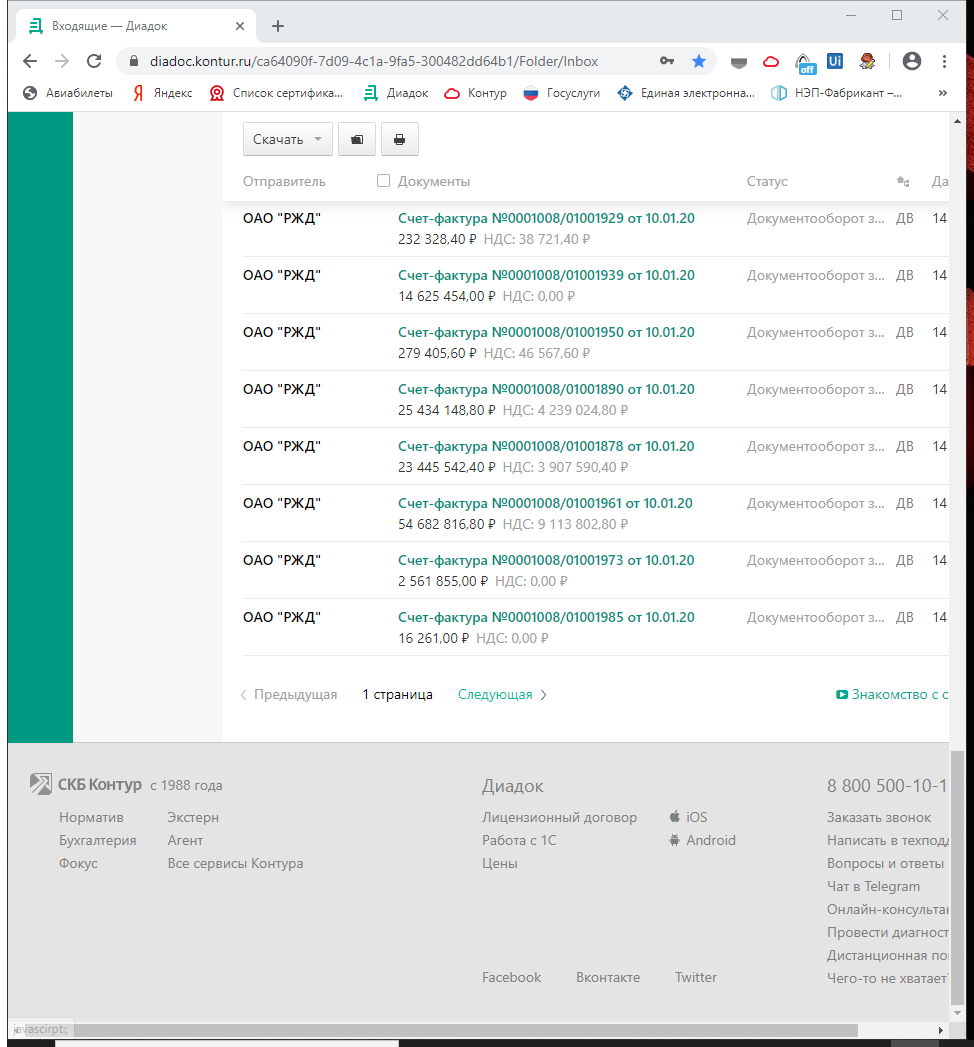 Входящие — Диадок
diadoc.kontur.ru/ca64090f-7d09-4c1a-9fa5-300482dd64b1/Folder/Inbox
off
Ui
Авиабилеты Яндекс Список сертифика... Диадок Контур Госуслуги Единая электронна... НЭП-Фабрикант –... »
Скачать
Отправитель Документы Статус Да
ОАО "РЖД" Счет-фактура №0001008/01001929 от 10.01.20 Документооборот з... ДВ 14
232 328,40 ₽ НДС: 38 721,40 ₽
ОАО "РЖД" Счет-фактура №0001008/01001939 от 10.01.20 Документооборот з... ДВ 14
14 625 454,00 ₽ НДС: 0,00 ₽
ОАО "РЖД" Счет-фактура №0001008/01001950 от 10.01.20 Документооборот з... ДВ 14
279 405,60 ₽ НДС: 46 567,60 ₽
ОАО "РЖД" Счет-фактура №0001008/01001890 от 10.01.20 Документооборот з... ДВ 14
25 434 148,80 ₽ НДС: 4 239 024,80 ₽
ОАО "РЖД" Счет-фактура №0001008/01001878 от 10.01.20 Документооборот з... ДВ 14
23 445 542,40 ₽ НДС: 3 907 590,40 ₽
ОАО "РЖД" Счет-фактура №0001008/01001961 от 10.01.20 Документооборот з... ДВ 14
54 682 816,80 ₽ НДС: 9 113 802,80 ₽
ОАО "РЖД" Счет-фактура №0001008/01001973 от 10.01.20 Документооборот з... ДВ 14
2 561 855,00 ₽ НДС: 0,00 ₽
ОАО "РЖД" Счет-фактура №0001008/01001985 от 10.01.20 Документооборот з... ДВ 14
16 261,00 ₽ НДС: 0,00 ₽
Предыдущая 1 страница Следующая Знакомство с с
СКБ Контур с 1988 года Диадок 8 800 500-10-1
Норматив Экстерн Лицензионный договор iOS Заказать звонок
Бухгалтерия Агент Работа с 1С Android Написать в техподд
Фокус Все сервисы Контура Цены Вопросы и ответы
Чат в Telegram
Онлайн-консультан
Провести диагност
Дистанционная по
Facebook Вконтакте Twitter Чего-то не хватает?
javascirpt:;